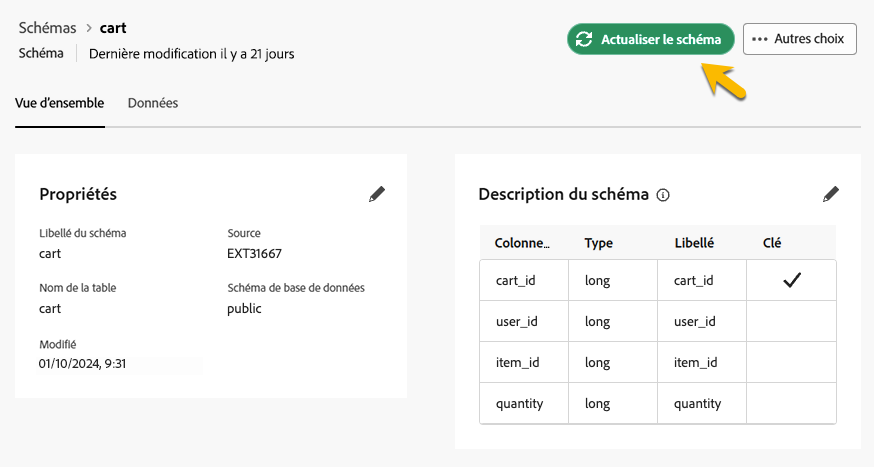 Schémas > cart
Schéma Dernière modification il y a 21 jours
Actualiser le schéma
Autres choix
Vue d'ensemble Données
Propriétés
Libellé du schéma Source
cart EXT31667
Nom de la table Schéma de base de données
cart public
Modifié
01/10/2024, 9:31
Description du schéma
Colonne... Type Libellé Clé
cart_id long cart_id
user_id long user_id
item_id long item_id
quantity long quantity